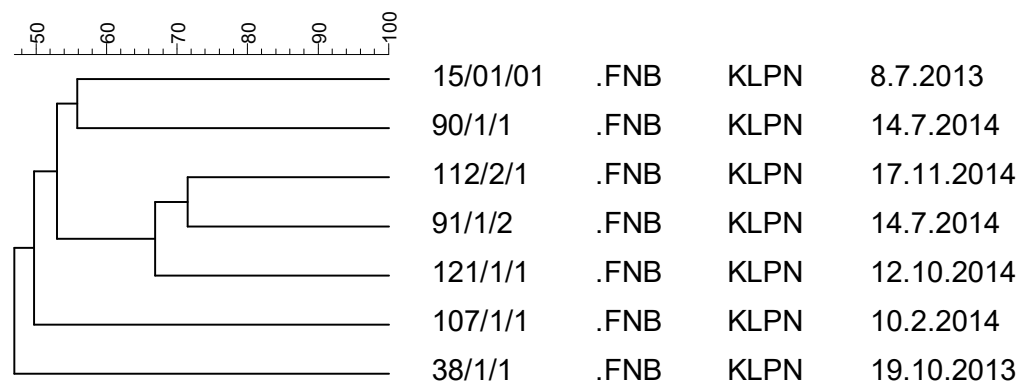 50 60 70 80 90 100
15/01/01 .FNB KLPN 8.7.2013
90/1/1 .FNB KLPN 14.7.2014
112/2/1 .FNB KLPN 17.11.2014
91/1/2 .FNB KLPN 14.7.2014
121/1/1 .FNB KLPN 12.10.2014
107/1/1 .FNB KLPN 10.2.2014
38/1/1 .FNB KLPN 19.10.2013